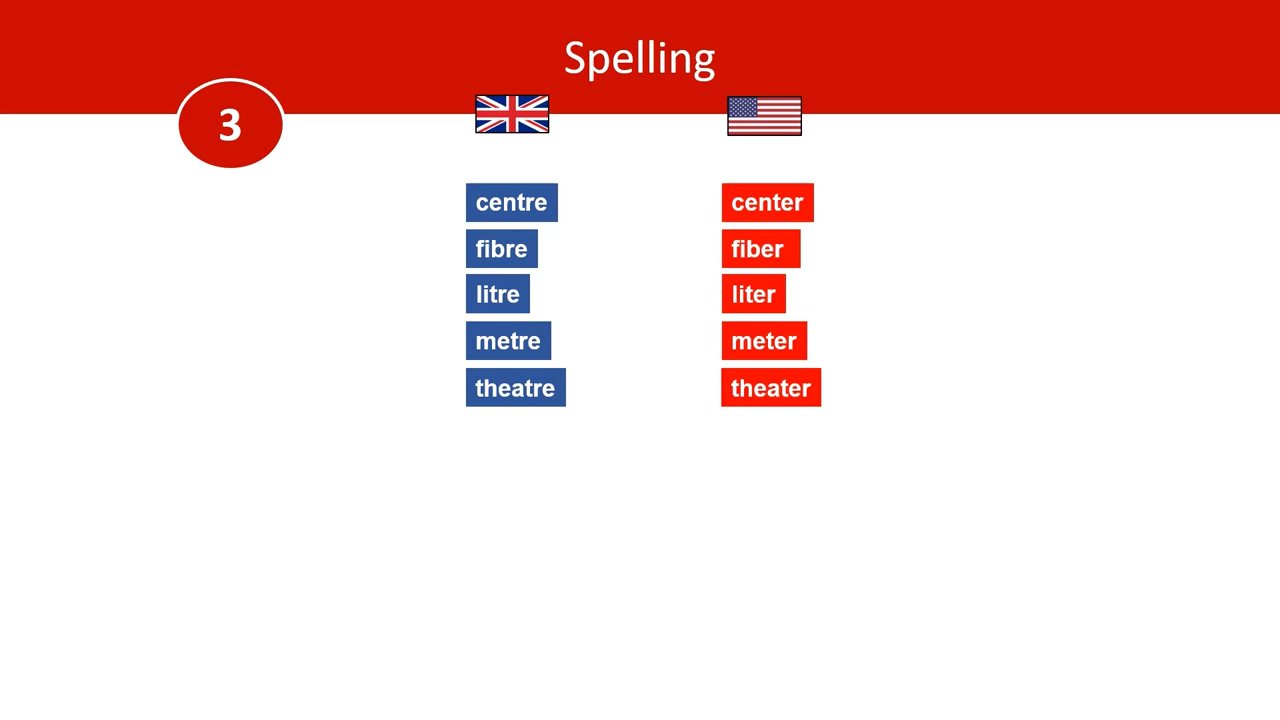 Spelling
3
centre center
fibre fiber
litre liter
metre meter
theatre theater